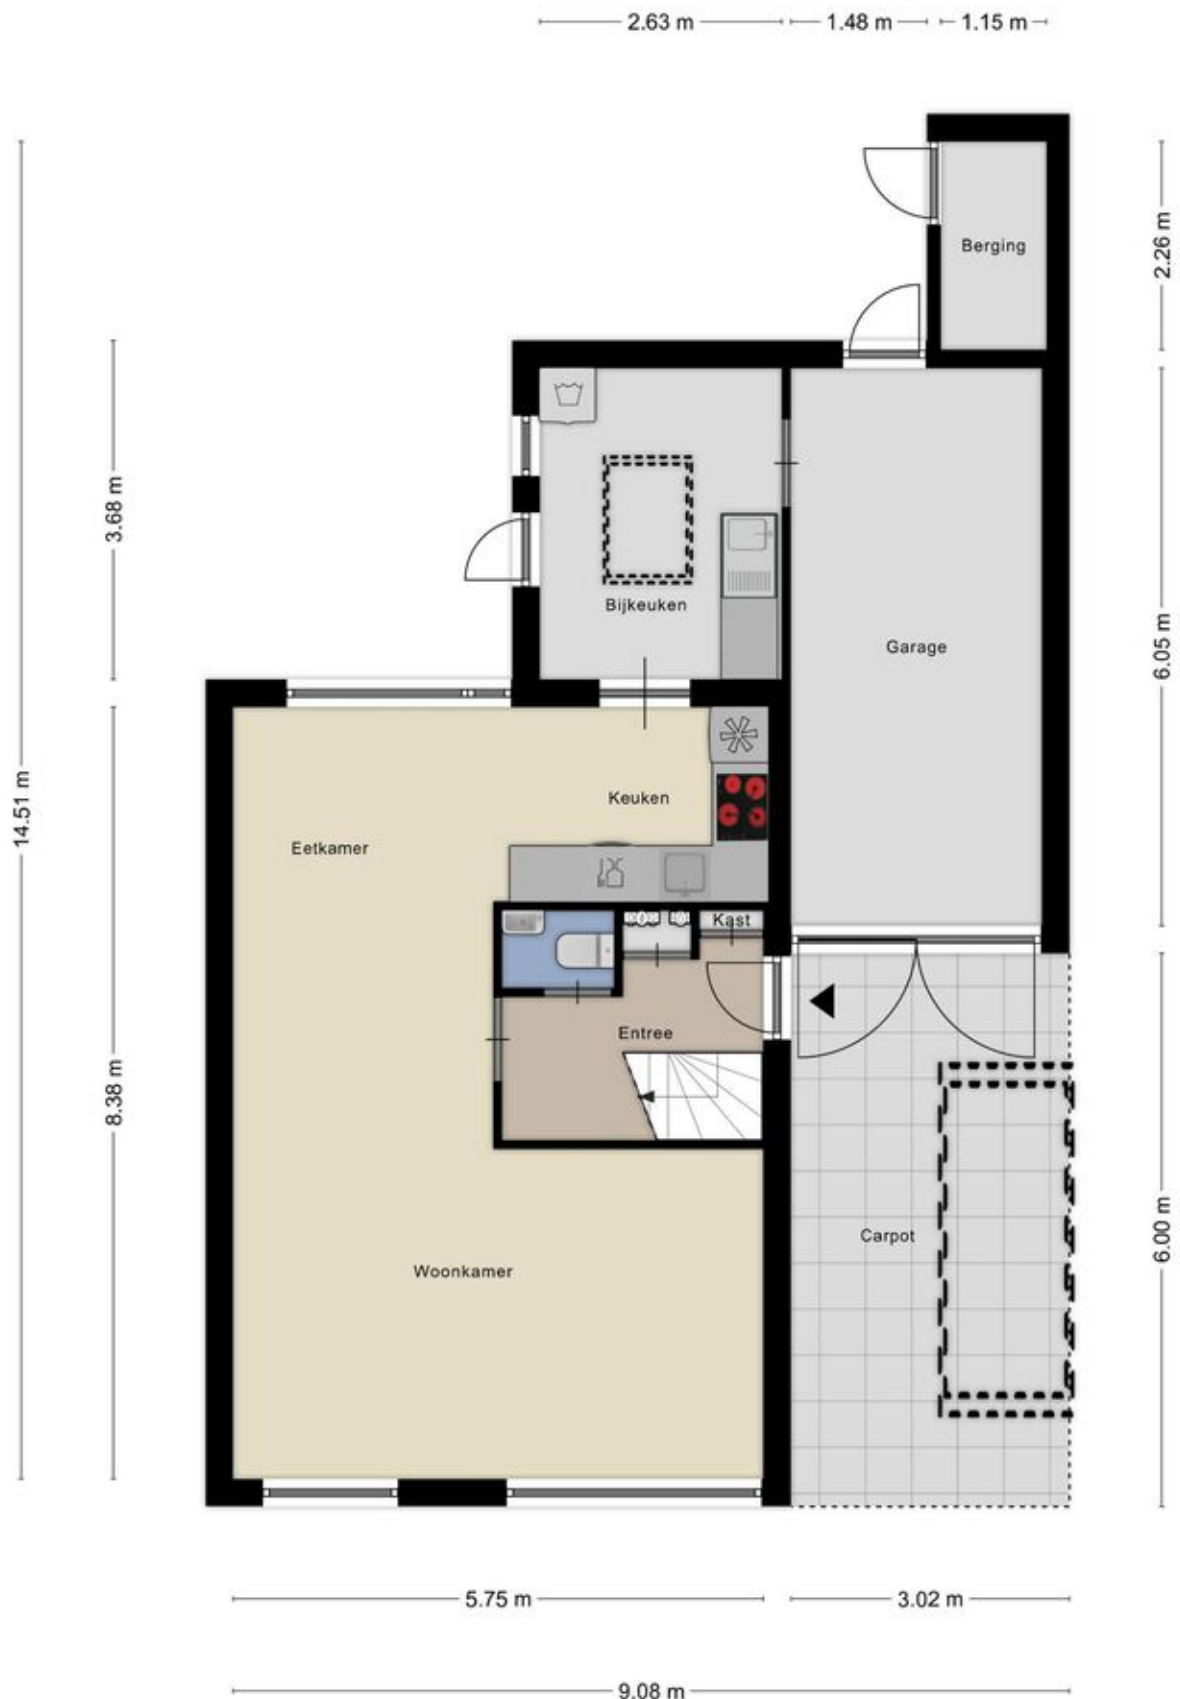 2.63 m 1.48 m 1.15 m
Berging
2.26 m
3.68 m
Bijkeuken
Garage
6.05 m
14.51 m
Keuken
Eetkamer
Kast
Entree
8.38 m
Carpot
6.00 m
Woonkamer
5.75 m 3.02 m
9.08 m